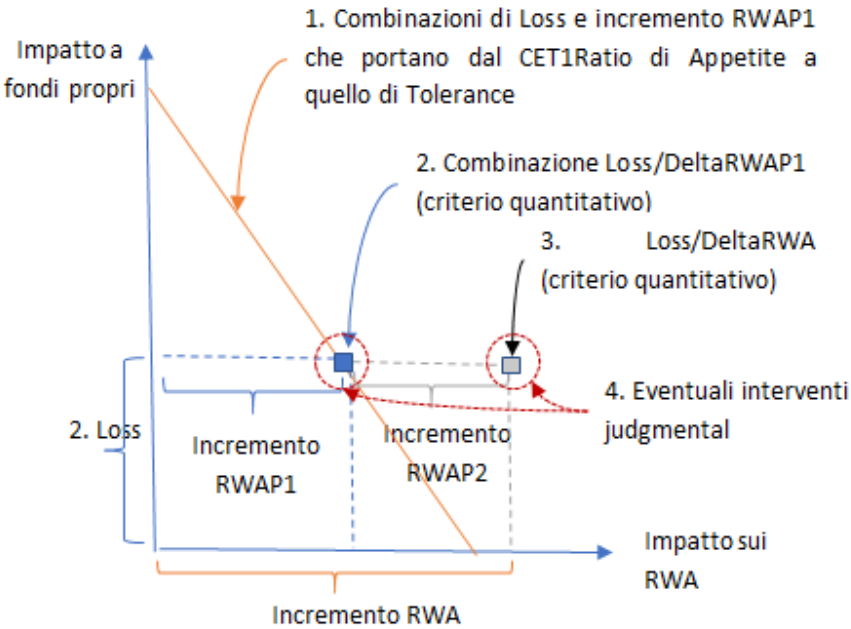 1. Combinazioni di Loss e incremento RWAP1
che portano dal CET1Ratio di Appetite a
quello di Tolerance
Impatto a
fondi propri
2. Combinazione Loss/DeltaRWAP1
(criterio quantitativo)
3. Loss/DeltaRWA
(criterio quantitativo)
4. Eventuali interventi
judgmental
2. Loss
Incremento
RWAP1
Incremento
RWAP2
Impatto sui
RWA
Incremento RWA